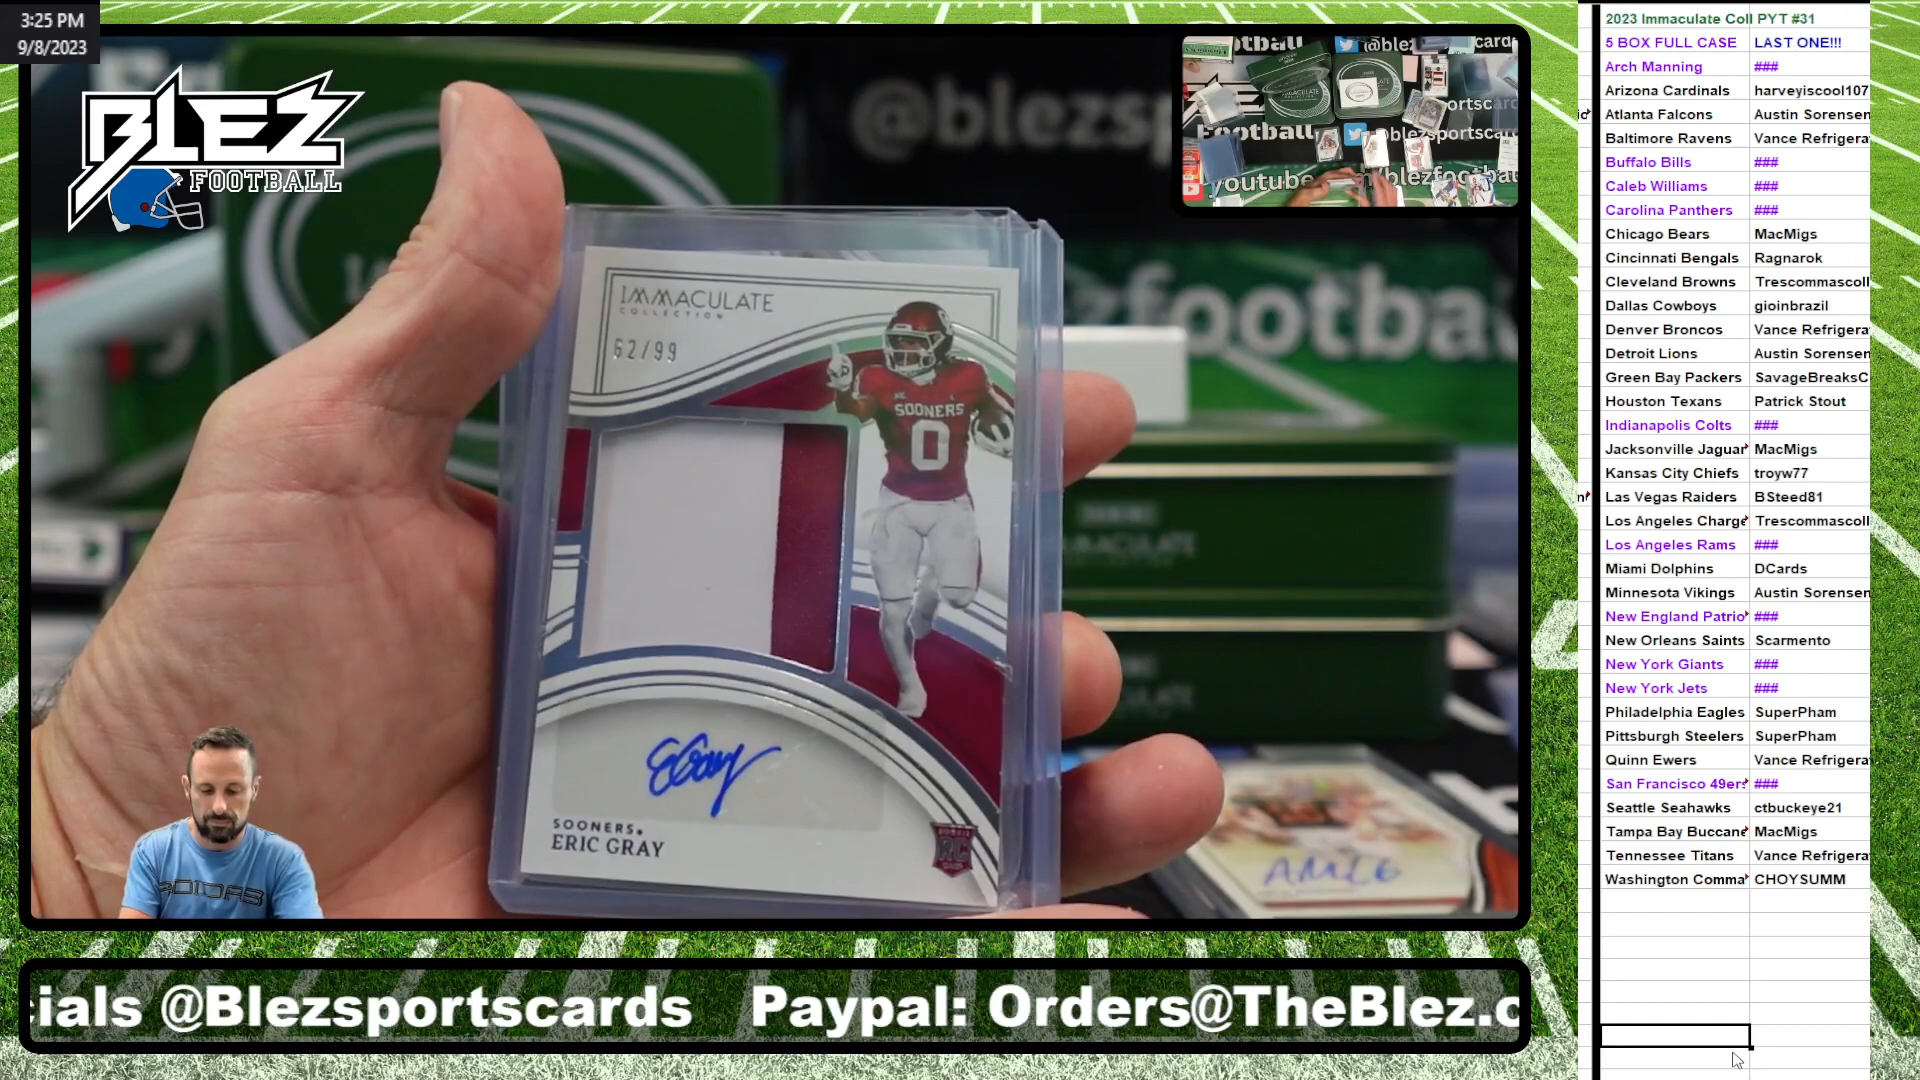 3:25 PM
9/8/2023
BLEZ
FOOTBALL
@blezsp
football
IMMACULATE
COLLECTION
62/99
SOONERS
0
SOONERS.
ERIC GRAY
RC
cials @Blezsportscards Paypal: Orders@TheBlez.c
2023 Immaculate Coll PYT #31
5 BOX FULL CASE LAST ONE!!!
Arch Manning ###
Arizona Cardinals harveyiscool107
Atlanta Falcons Austin Sorensen
Baltimore Ravens Vance Refrigera
Buffalo Bills ###
Caleb Williams ###
Carolina Panthers ###
Chicago Bears MacMigs
Cincinnati Bengals Ragnarok
Cleveland Browns Trescommascoll
Dallas Cowboys gioinbrazil
Denver Broncos Vance Refrigera
Detroit Lions Austin Sorensen
Green Bay Packers SavageBreaksC
Houston Texans Patrick Stout
Indianapolis Colts ###
Jacksonville Jaguar MacMigs
Kansas City Chiefs troyw77
Las Vegas Raiders BSteed81
Los Angeles Charge Trescommascoll
Los Angeles Rams ###
Miami Dolphins DCards
Minnesota Vikings Austin Sorensen
New England Patrio ###
New Orleans Saints Scarmento
New York Giants ###
New York Jets ###
Philadelphia Eagles SuperPham
Pittsburgh Steelers SuperPham
Quinn Ewers Vance Refrigera
San Francisco 49ers ###
Seattle Seahawks ctbuckeye21
Tampa Bay Buccane MacMigs
Tennessee Titans Vance Refrigera
Washington Comma CHOYSUMM